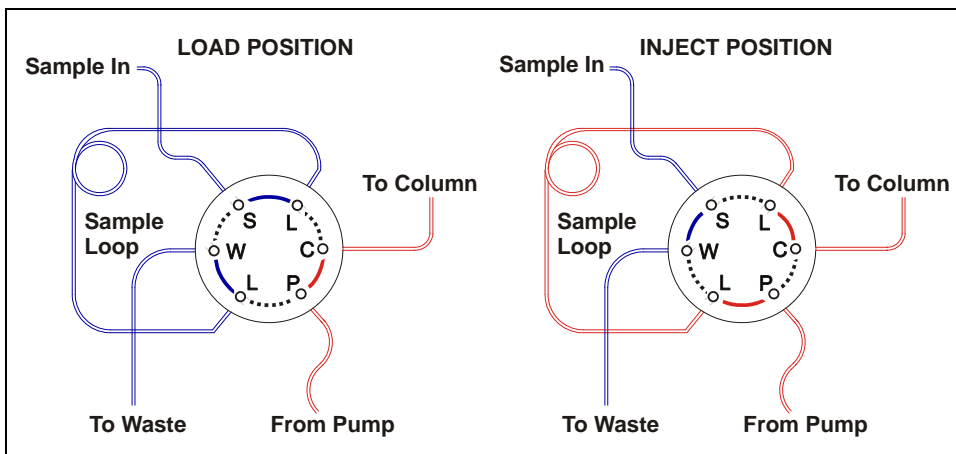 LOAD POSITION
Sample In
To Column
Sample
Loop
S
L
W
C
L
P
To Waste
From Pump
INJECT POSITION
Sample In
To Column
Sample
Loop
S
L
W
C
L
P
To Waste
From Pump